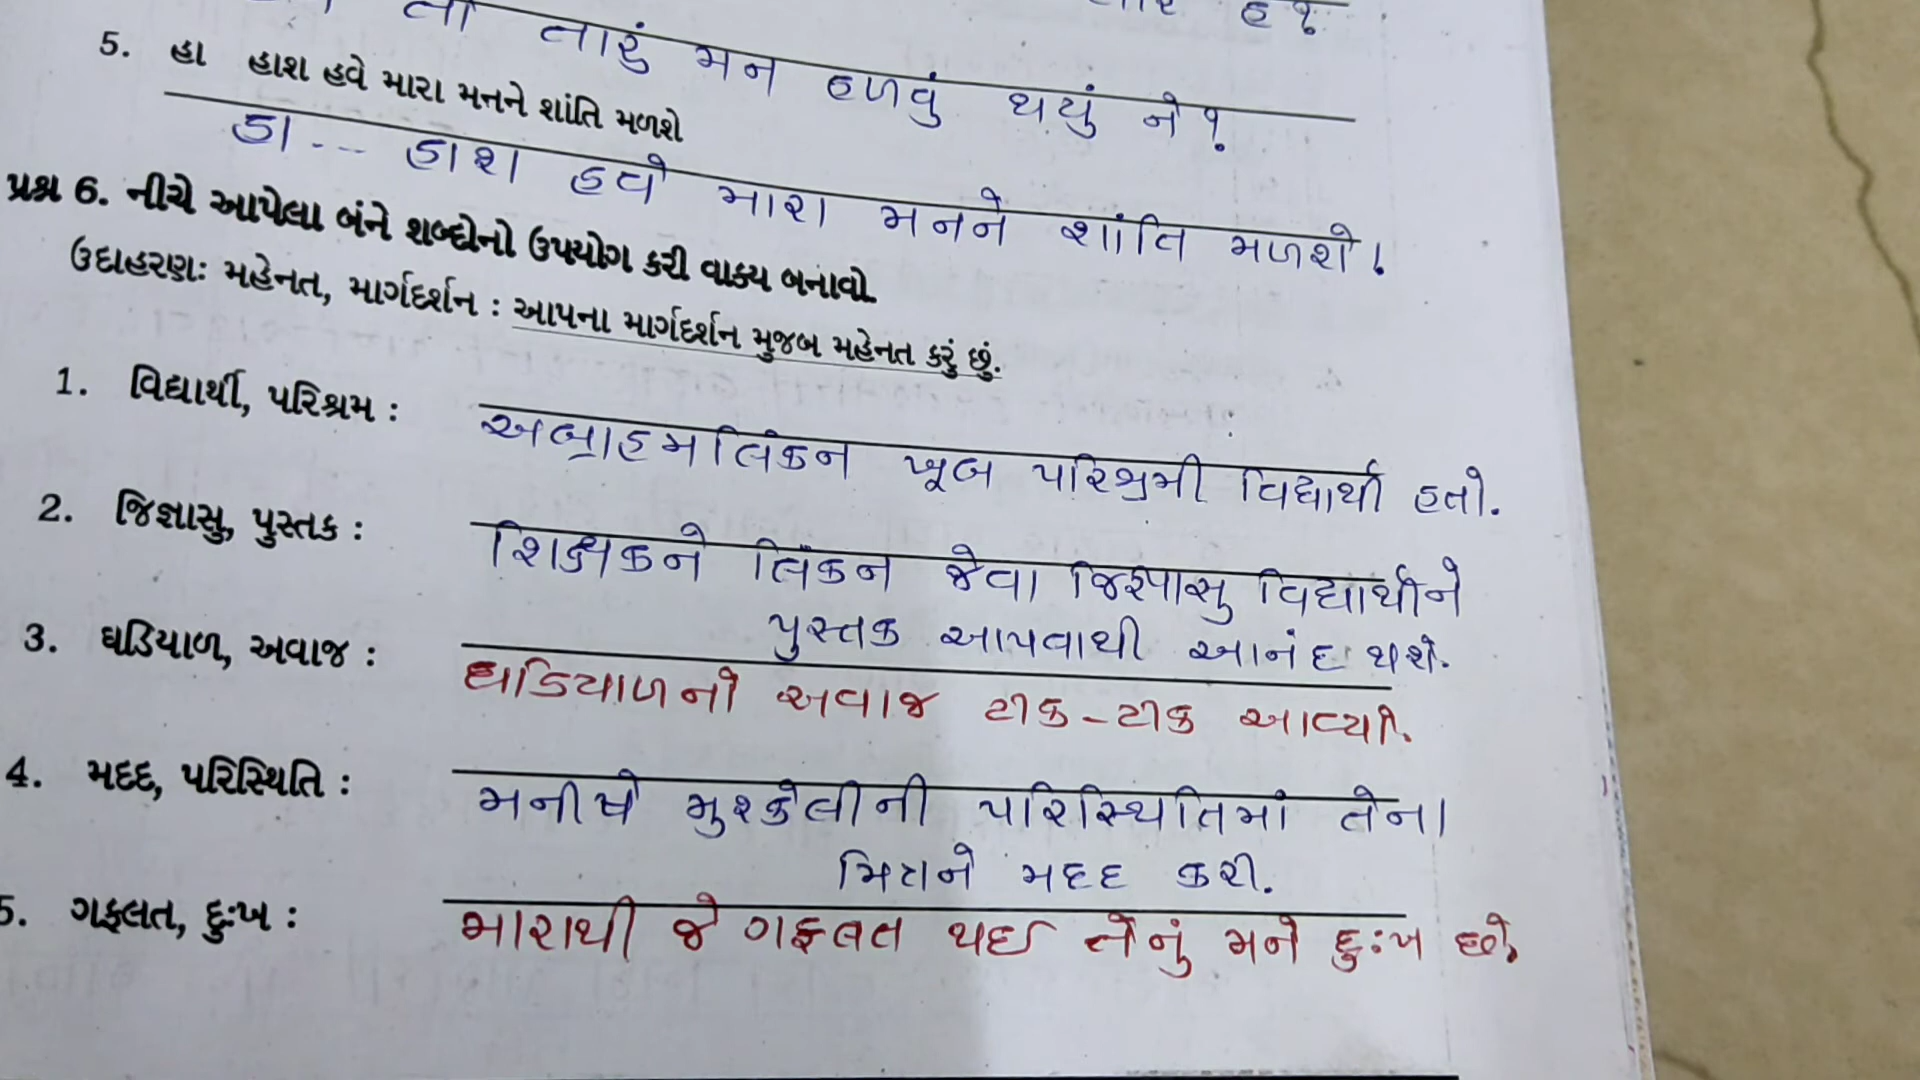 તો તારું મન હળવું થયું ને?
5. હા હાશ હવે મારા મનને શાંતિ મળશે
હા --- હાશ હવે મારા મનને શાંતિ મળશે!
પ્રશ્ન 6. નીચે આપેલા બંને શબ્દોનો ઉપયોગ કરી વાક્ય બનાવો.
ઉદાહરણઃ મહેનત, માર્ગદર્શન : આપના માર્ગદર્શન મુજબ મહેનત કરું છું.
1. વિદ્યાર્થી, પરિશ્રમ :
અબ્રાહમલિંકન ખૂબ પરિશ્રમી વિદ્યાર્થી હતો.
2. જિજ્ઞાસુ, પુસ્તક :
શિક્ષકને લિંકન જેવા જિજ્ઞાસુ વિદ્યાર્થીને
પુસ્તક આપવાથી આનંદ થશે.
3. ઘડિયાળ, અવાજ :
ઘડિયાળનો અવાજ ટીક-ટીક આવ્યો.
4. મદદ, પરિસ્થિતિ :
મનીષે મુશ્કેલીની પરિસ્થિતિમાં તેના
મિત્રને મદદ કરી.
5. ગફલત, દુઃખ :
મારાથી જે ગફલત થઈ તેનું મને દુઃખ છે.